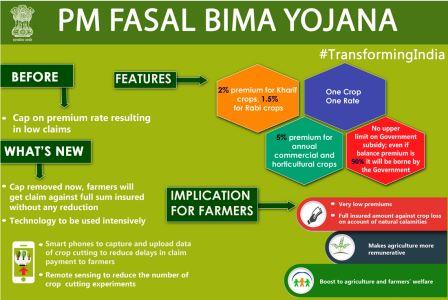 PM FASAL BIMA YOJANA
#TransformingIndia
BEFORE
Cap on premium rate resulting
in low claims
WHAT'S NEW
Cap removed now, farmers will
get claim against full sum insured
without any reduction
Technology to be used intensively
Smart phones to capture and upload data
of crop cutting to reduce delays in claim
payment to farmers
Remote sensing to reduce the number of
crop cutting experiments
FEATURES
2% premium for Kharif
crops, 1.5%
for Rabi crops
One Crop
One Rate
5% premium for
annual
commercial and
horticultural crops
No upper
limit on Government
subsidy; even if
balance premium is
90% it will be borne by
the Government
IMPLICATION
FOR FARMERS
Very low premiums
Full insured amount against crop loss
on account of natural calamities
Makes agriculture more
remunerative
Boost to agriculture and farmers' welfare